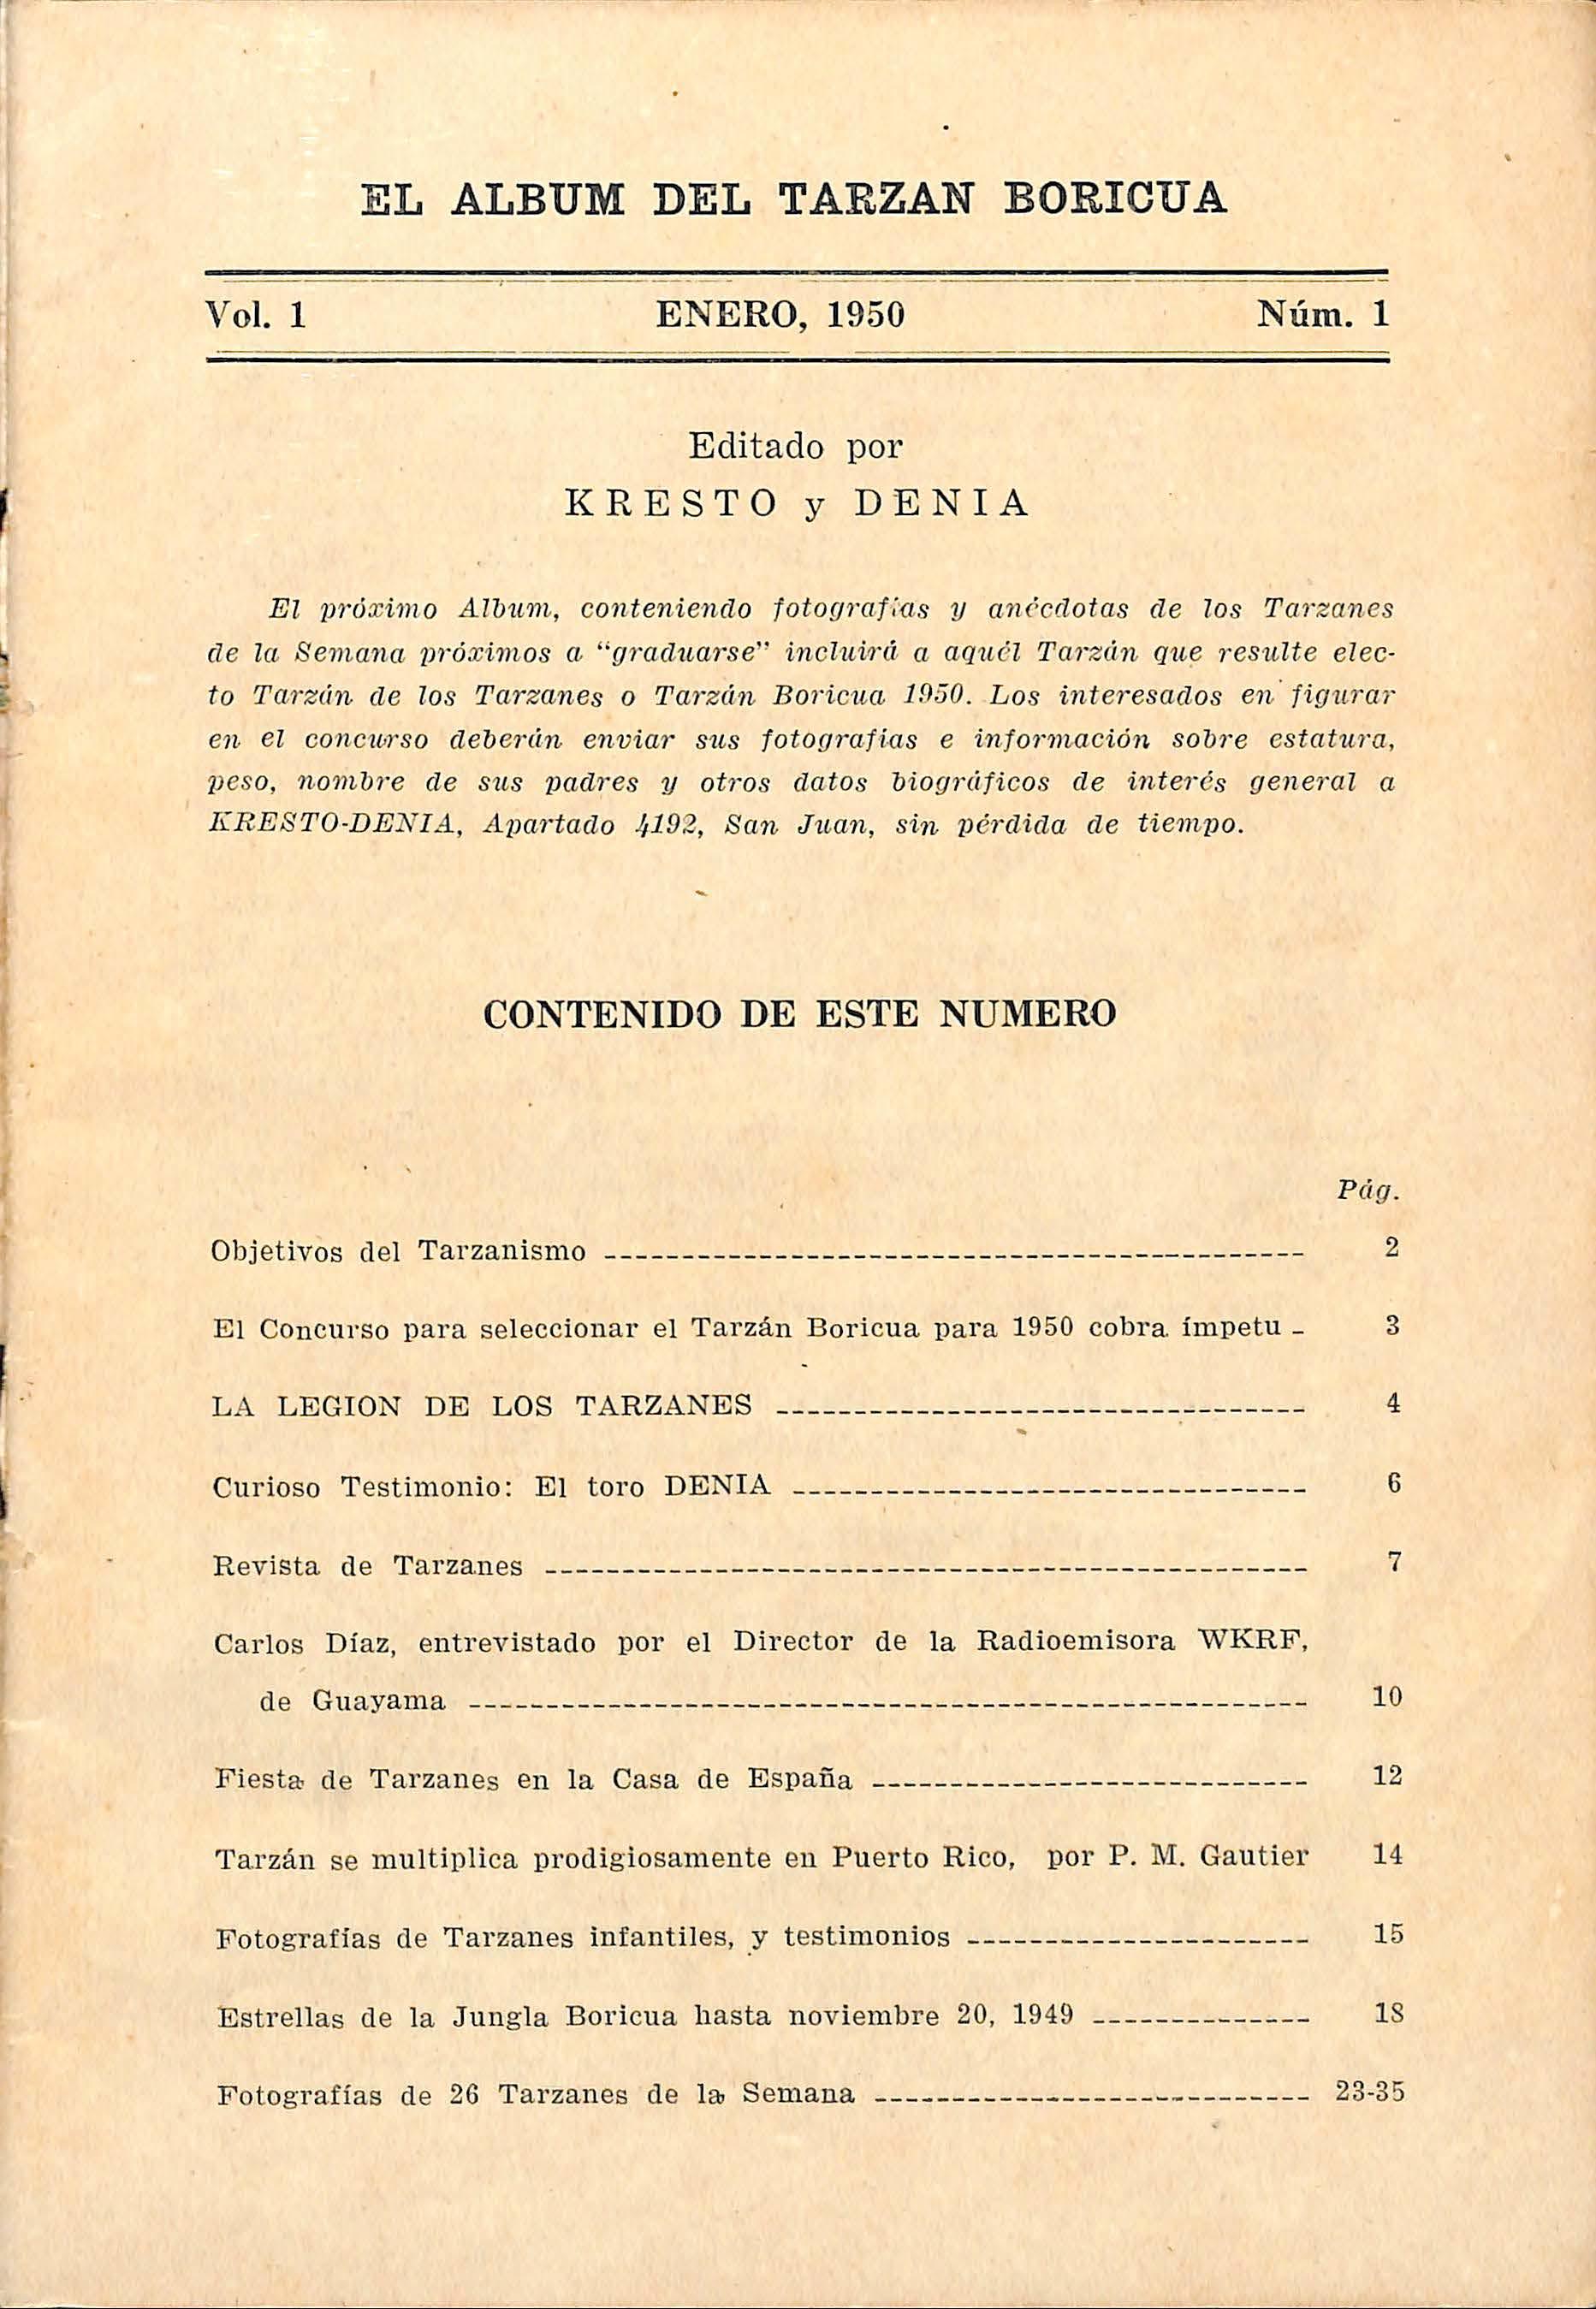 EL ALBUM DEL TARZAN BORICUA
Vol. 1 ENERO, 1950 Núm. 1
Editado por
KRESTO y DENIA
El próximo Album, conteniendo fotografías y anécdotas de los Tarzanes
de la Semana próximos a “graduarse” incluirá a aquél Tarzán que resulte elec-
to Tarzán de los Tarzanes o Tarzán Boricua 1950. Los interesados en figurar
en el concurso deberán enviar sus fotografías e información sobre estatura,
peso, nombre de sus padres y otros datos biográficos de interés general a
KRESTO-DENIA, Apartado 4192, San Juan, sin pérdida de tiempo.
CONTENIDO DE ESTE NUMERO
Pág.
Objetivos del Tarzanismo 2
El Concurso para seleccionar el Tarzán Boricua para 1950 cobra ímpetu 3
LA LEGION DE LOS TARZANES 4
Curioso Testimonio: El toro DENIA 6
Revista de Tarzanes 7
Carlos Díaz, entrevistado por el Director de la Radioemisora WKRF,
de Guayama 10
Fiesta de Tarzanes en la Casa de España 12
Tarzán se multiplica prodigiosamente en Puerto Rico, por P. M. Gautier 14
Fotografías de Tarzanes infantiles, y testimonios 15
Estrellas de la Jungla Boricua hasta noviembre 20, 1949 18
Fotografías de 26 Tarzanes de la Semana 23-35